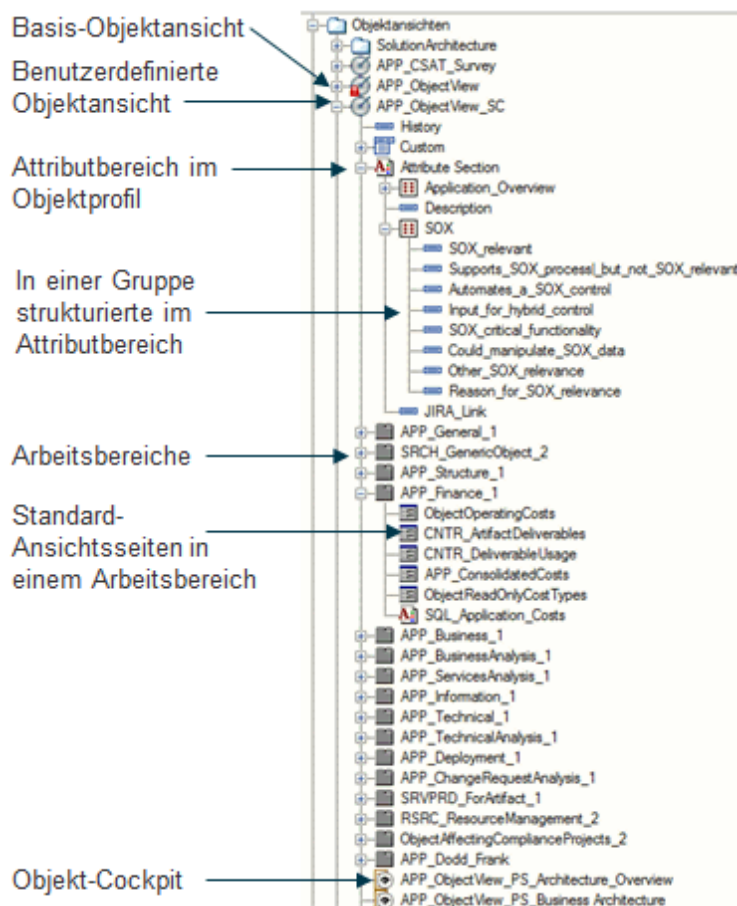 Basis-Objektansicht
Benutzerdefinierte
Objektansicht
Attributbereich im
Objektprofil
In einer Gruppe
strukturierte im
Attributbereich
Arbeitsbereiche
Standard-
Ansichtsseiten in
einem Arbeitsbereich
Objekt-Cockpit
Objektansichten
SolutionArchitecture
APP_CSAT_Survey
APP_ObjectView
APP_ObjectView_SC
History
Custom
Attribute Section
Application_Overview
Description
SOX
SOX_relevant
Supports_SOX_process|_but_not_SOX_relevant
Automates_a_SOX_control
Input_for_hybrid_control
SOX_critical_functionality
Could_manipulate_SOX_data
Other_SOX_relevance
Reason_for_SOX_relevance
JIRA_Link
APP_General_1
SRCH_GenericObject_2
APP_Structure_1
APP_Finance_1
ObjectOperatingCosts
CNTR_ArtifactDeliverables
CNTR_DeliverableUsage
APP_ConsolidatedCosts
ObjectReadOnlyCostTypes
SQL_Application_Costs
APP_Business_1
APP_BusinessAnalysis_1
APP_ServicesAnalysis_1
APP_Information_1
APP_Technical_1
APP_TechnicalAnalysis_1
APP_Deployment_1
APP_ChangeRequestAnalysis_1
SRVPRD_ForArtifact_1
RSRC_ResourceManagement_2
ObjectAffectingComplianceProjects_2
APP_Dodd_Frank
APP_ObjectView_PS_Architecture_Overview
APP_ObjectView_PS_Business Architecture